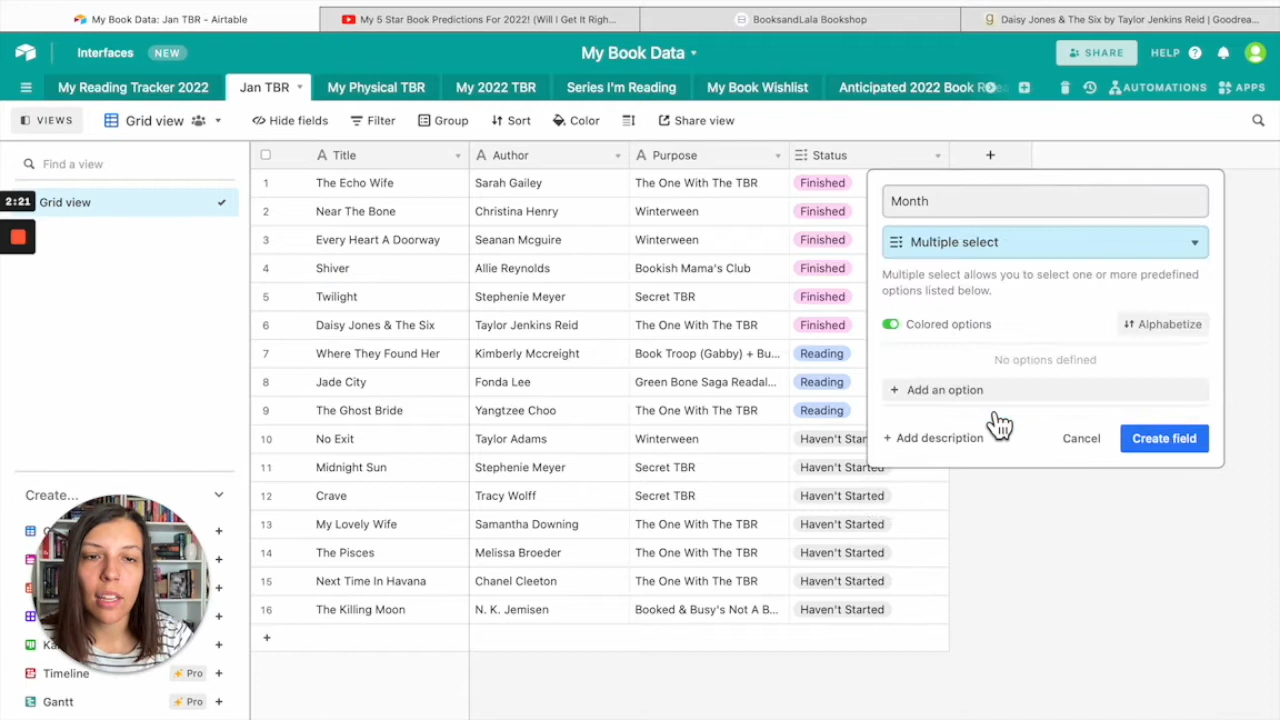 My Book Data: Jan TBR - Airtable
My 5 Star Book Predictions For 2022! (Will I Get It Righ...
BooksandLala Bookshop
Daisy Jones & The Six by Taylor Jenkins Reid | Goodrea...
Interfaces NEW
My Book Data
SHARE
HELP
My Reading Tracker 2022
Jan TBR
My Physical TBR
My 2022 TBR
Series I'm Reading
My Book Wishlist
Anticipated 2022 Book
AUTOMATIONS
APPS
VIEWS
Grid view
Hide fields
Filter
Group
Sort
Color
Share view
Find a view
Grid view
2:21
Title Author Purpose Status
1 The Echo Wife Sarah Gailey The One With The TBR Finished
2 Near The Bone Christina Henry Winterween Finished
3 Every Heart A Doorway Seanan Mcguire Winterween Finished
4 Shiver Allie Reynolds Bookish Mama's Club Finished
5 Twilight Stephenie Meyer Secret TBR Finished
6 Daisy Jones & The Six Taylor Jenkins Reid The One With The TBR Finished
7 Where They Found Her Kimberly Mccreight Book Troop (Gabby) + Bu... Reading
8 Jade City Fonda Lee Green Bone Saga Readal... Reading
9 The Ghost Bride Yangtzee Choo The One With The TBR Reading
10 No Exit Taylor Adams Winterween Haven't Star
11 Midnight Sun Stephenie Meyer Secret TBR Haven't Started
12 Crave Tracy Wolff Secret TBR Haven't Started
13 My Lovely Wife Samantha Downing The One With The TBR Haven't Started
14 The Pisces Melissa Broeder The One With The TBR Haven't Started
15 Next Time In Havana Chanel Cleeton The One With The TBR Haven't Started
16 The Killing Moon N. K. Jemisen Booked & Busy's Not A B... Haven't Started
Month
Multiple select
Multiple select allows you to select one or more predefined
options listed below.
Colored options
Alphabetize
No options defined
+ Add an option
+ Add description
Cancel
Create field
Create...
Timeline Pro
Gantt Pro